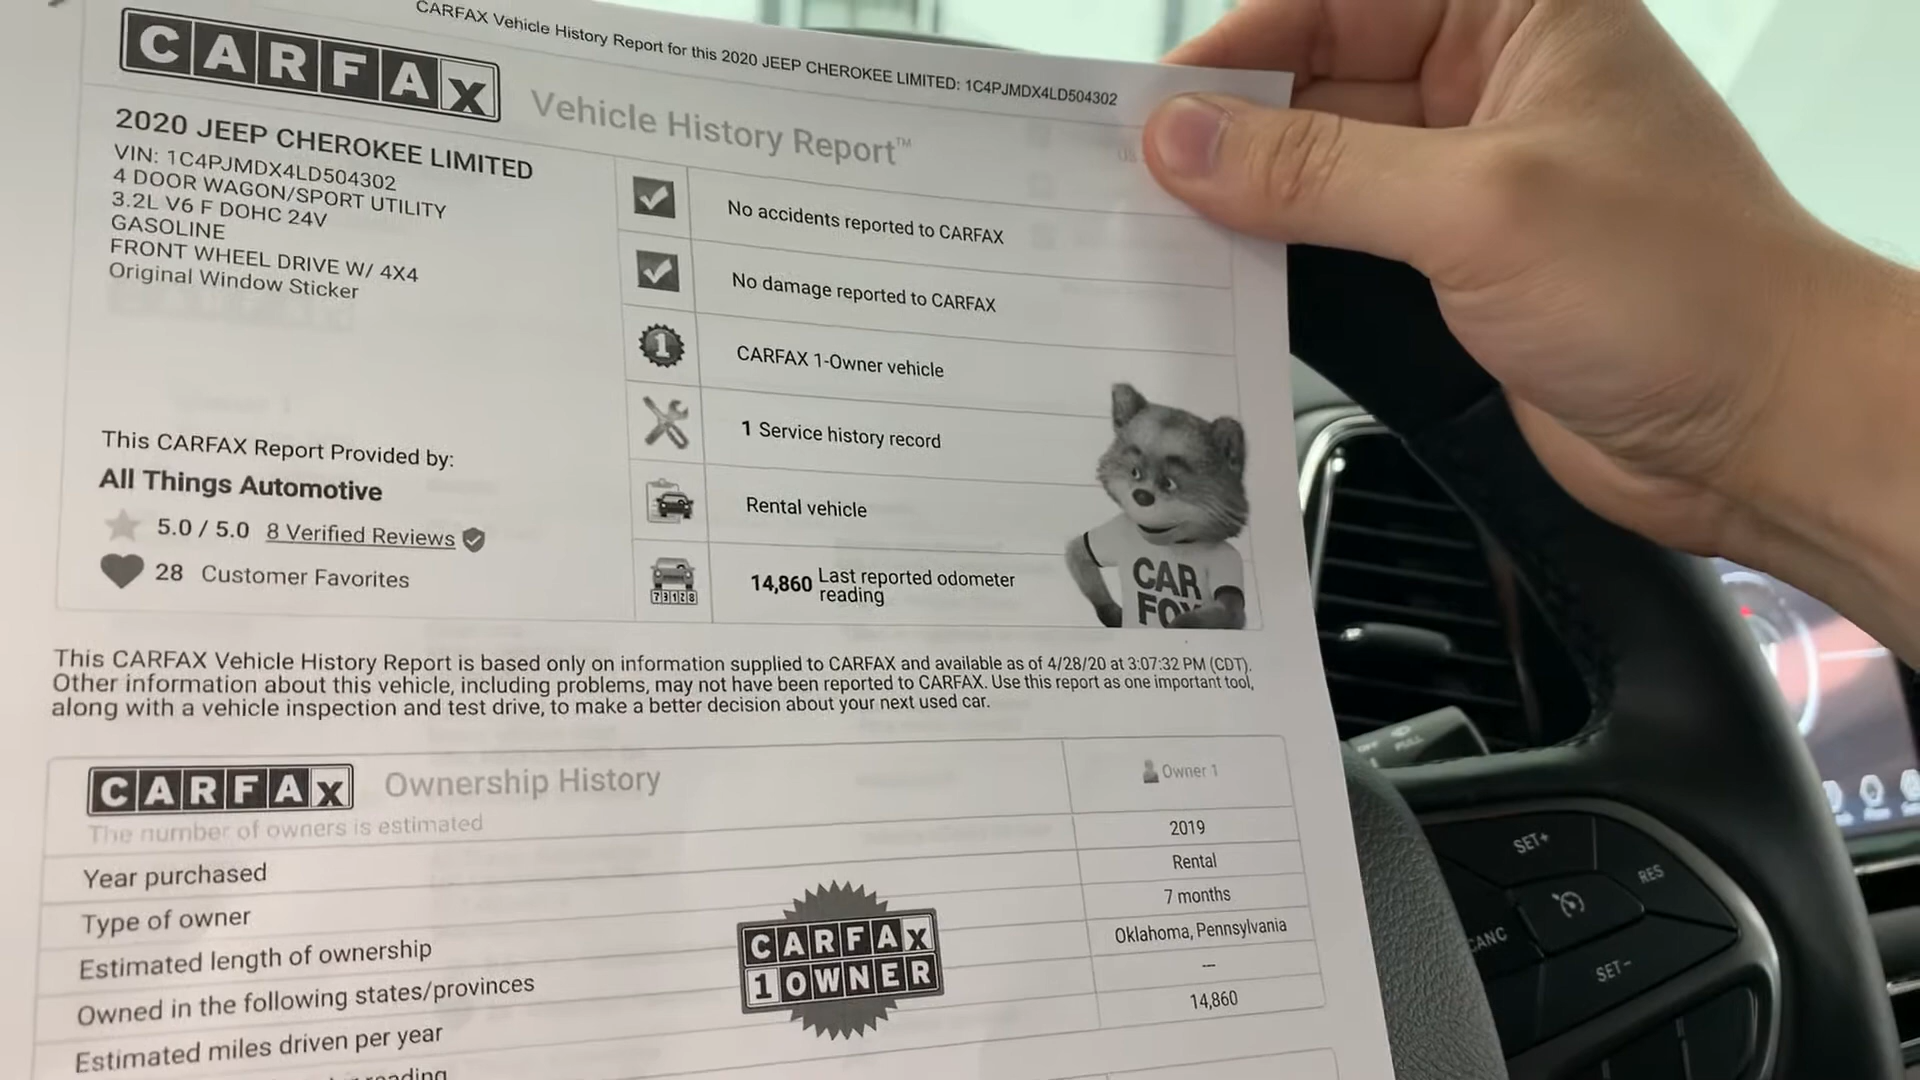 CARFAX Vehicle History Report for this 2020 JEEP CHEROKEE LIMITED: 1C4PJMDX4LD504302
CARFAX Vehicle History Report™
2020 JEEP CHEROKEE LIMITED
VIN: 1C4PJMDX4LD504302
4 DOOR WAGON/SPORT UTILITY
3.2L V6 F DOHC 24V
GASOLINE
FRONT WHEEL DRIVE W/ 4X4
Original Window Sticker
This CARFAX Report Provided by:
All Things Automotive
5.0 / 5.0 8 Verified Reviews
28 Customer Favorites
No accidents reported to CARFAX
No damage reported to CARFAX
1
CARFAX 1-Owner vehicle
1 Service history record
Rental vehicle
73128
14,860 Last reported odometer
reading
CAR
FOX
This CARFAX Vehicle History Report is based only on information supplied to CARFAX and available as of 4/28/20 at 3:07:32 PM (CDT).
Other information about this vehicle, including problems, may not have been reported to CARFAX. Use this report as one important tool,
along with a vehicle inspection and test drive, to make a better decision about your next used car.
CARFAX Ownership History
The number of owners is estimated
Owner 1
Year purchased
2019
Type of owner
Rental
Estimated length of ownership
7 months
Owned in the following states/provinces
Oklahoma, Pennsylvania
Estimated miles driven per year
---
14,860
CARFAX
1 OWNER
OFF
PULL
SET+
RES
CANC
SET-